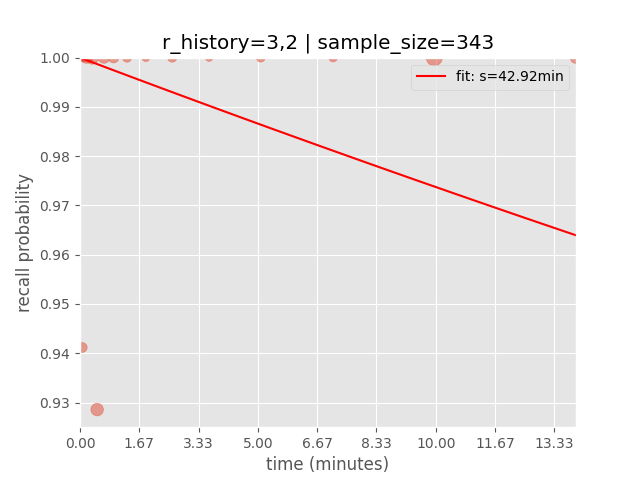 r_history=3,2 | sample_size=343
fit: s=42.92min
1.00
0.99
0.98
0.97
0.96
0.95
0.94
0.93
recall probability
0.00 1.67 3.33 5.00 6.67 8.33 10.00 11.67 13.33
time (minutes)